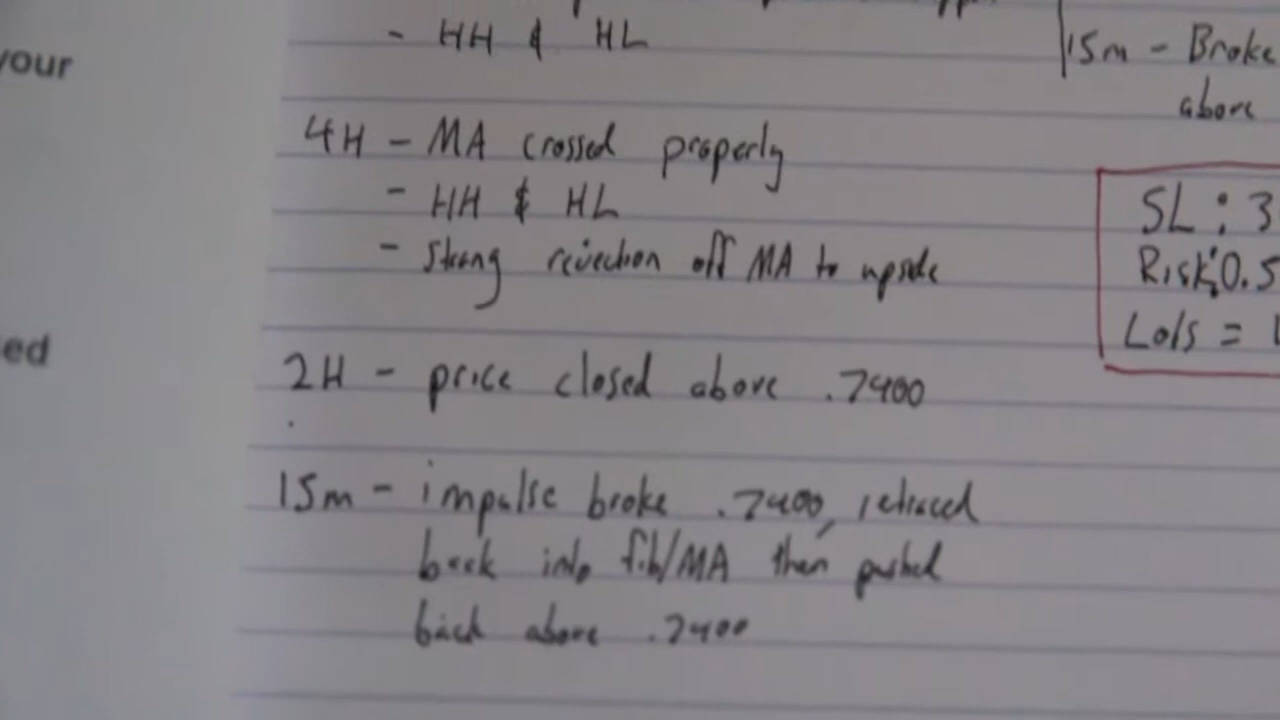 your
ed
- HH & HL
4H - MA crossed properly
- HH & HL
- Strong rejection off MA to upside
2H - price closed above .7400
15m - impulse broke .7400, retraced
back into fib/MA then pushed
back above .7400
15m - Broke
above
SL : 3
Risk: 0.5
Lots =